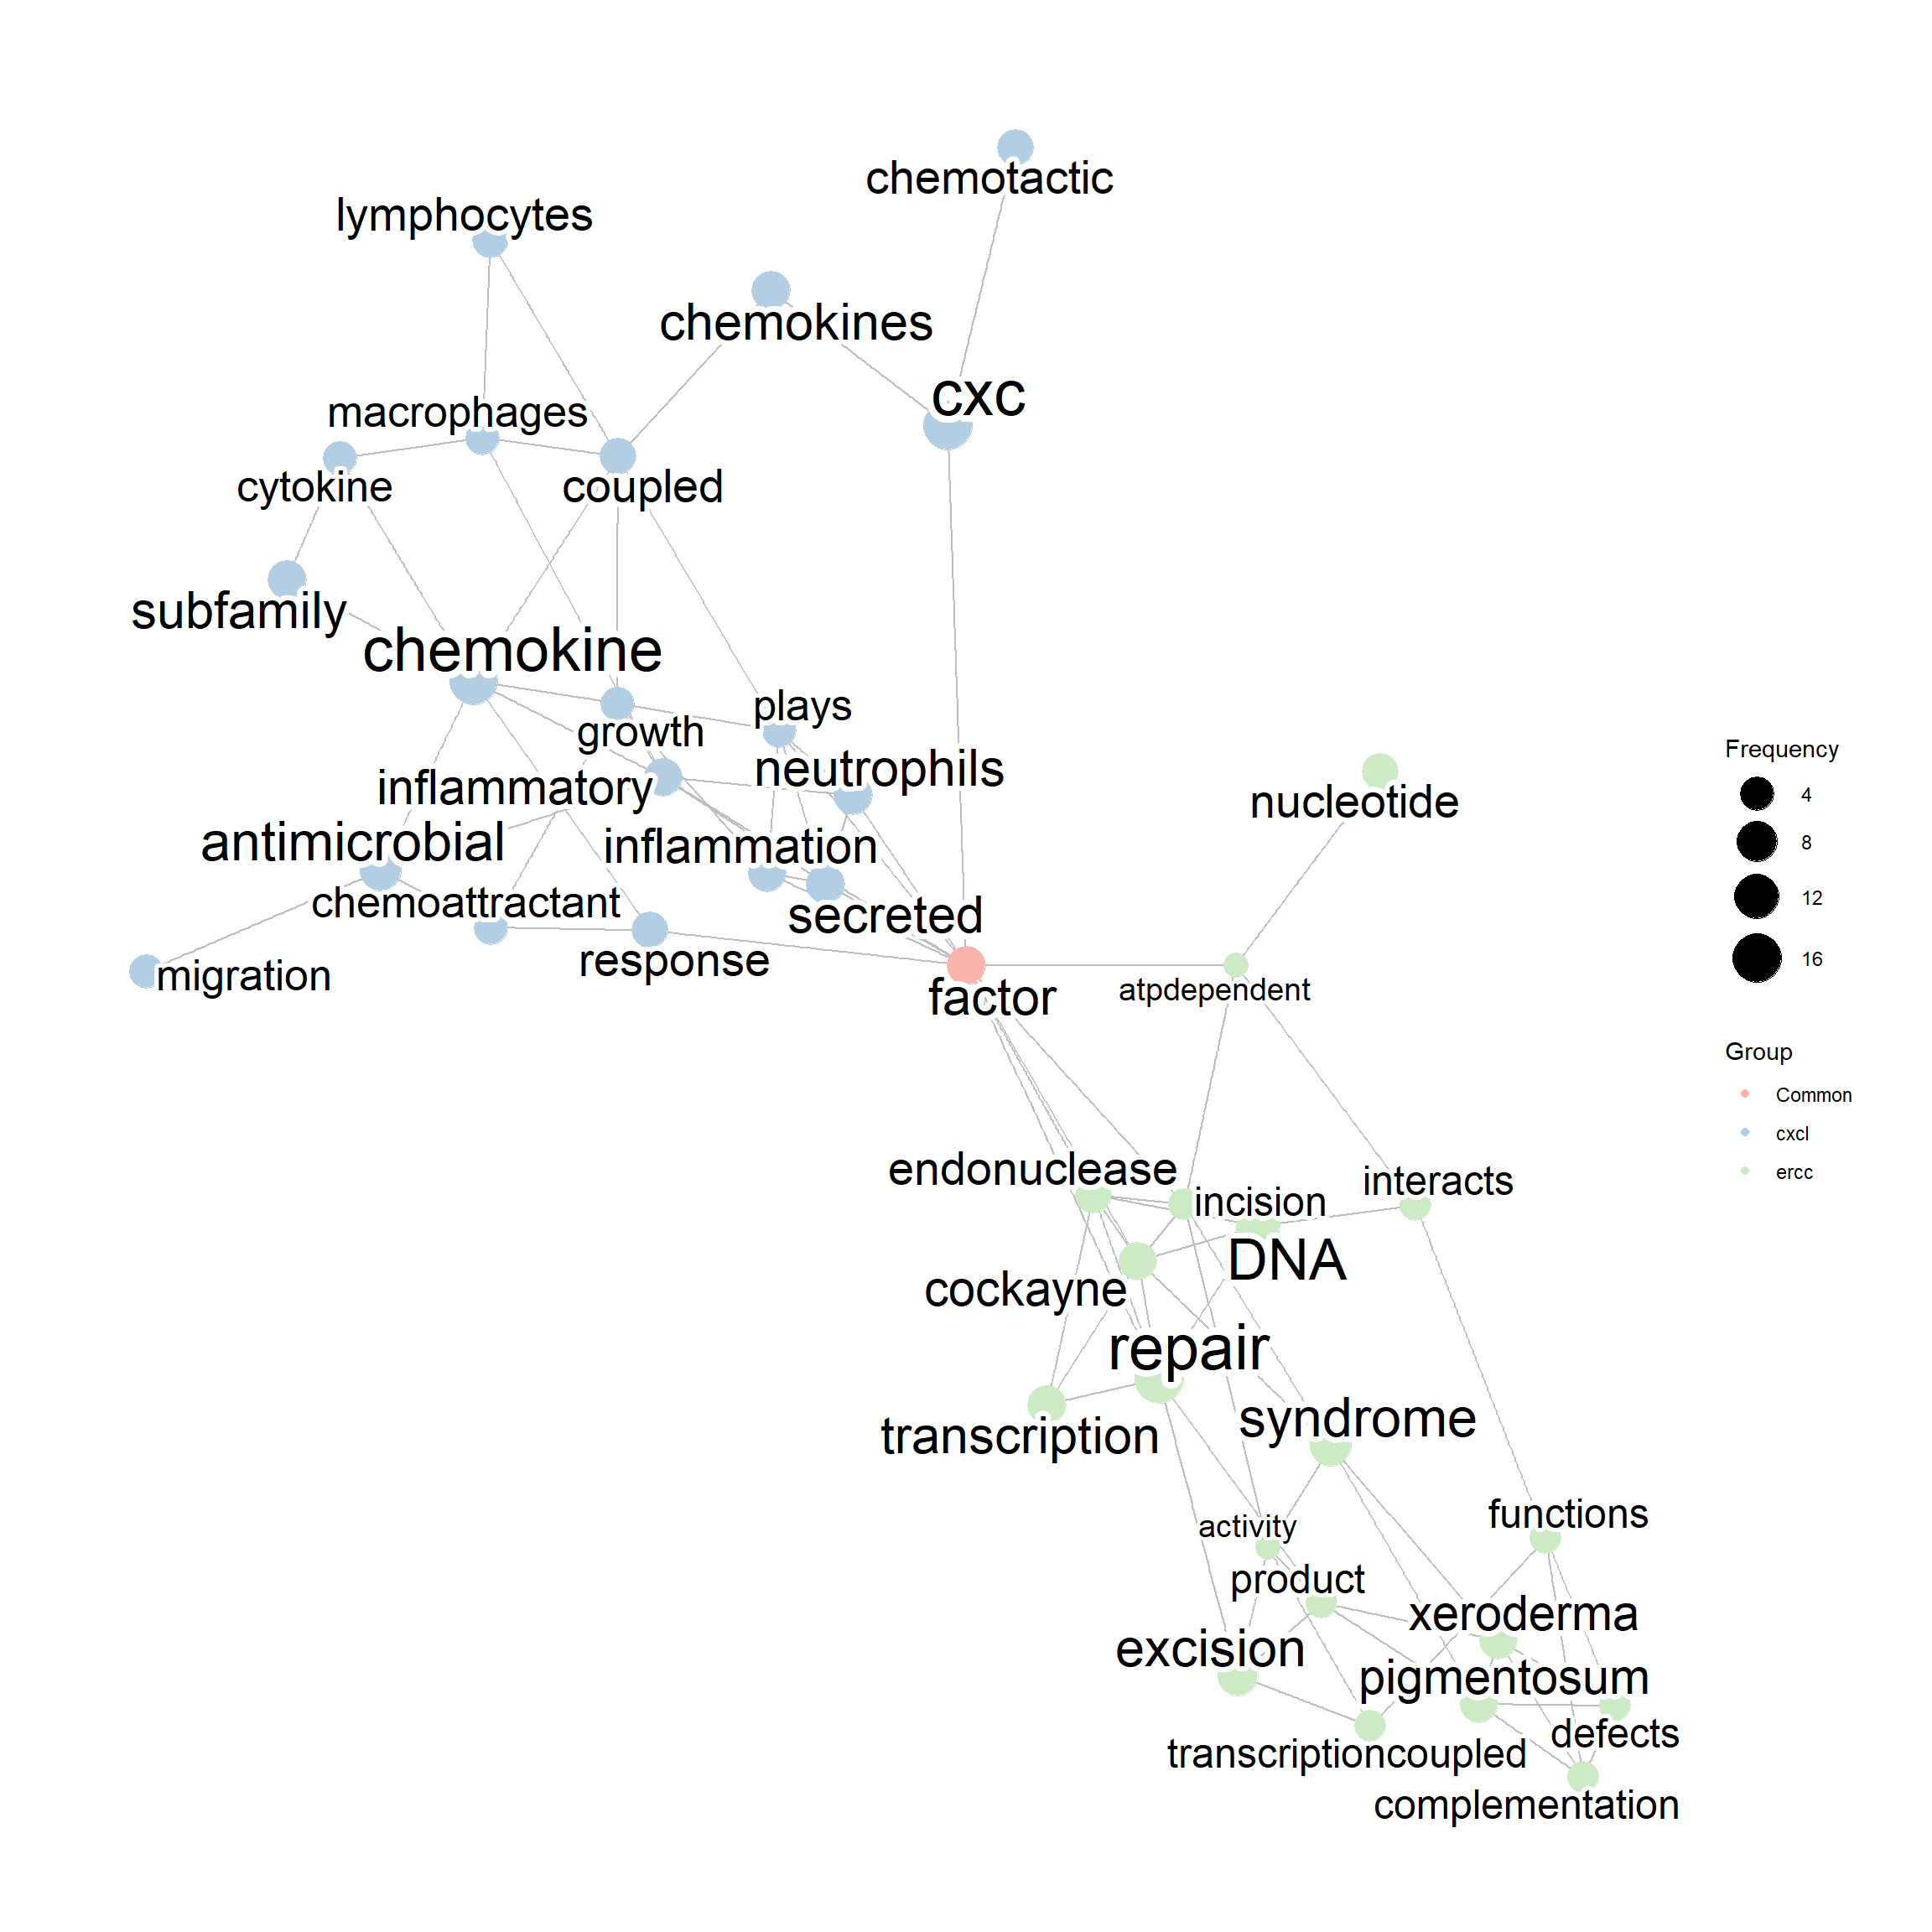 chemotactic
lymphocytes
chemokines
cxc
macrophages
cytokine
coupled
subfamily
chemokine
plays
growth
neutrophils
inflammatory
antimicrobial
inflammation
chemoattractant
secreted
response
migration
factor
nucleotide
atpdependent
endonuclease
interacts
incision
DNA
cockayne
repair
syndrome
transcription
functions
activity
product
xeroderma
excision
pigmentosum
defects
transcriptioncoupled
complementation
Frequency
4
8
12
16
Group
Common
cxcl
ercc